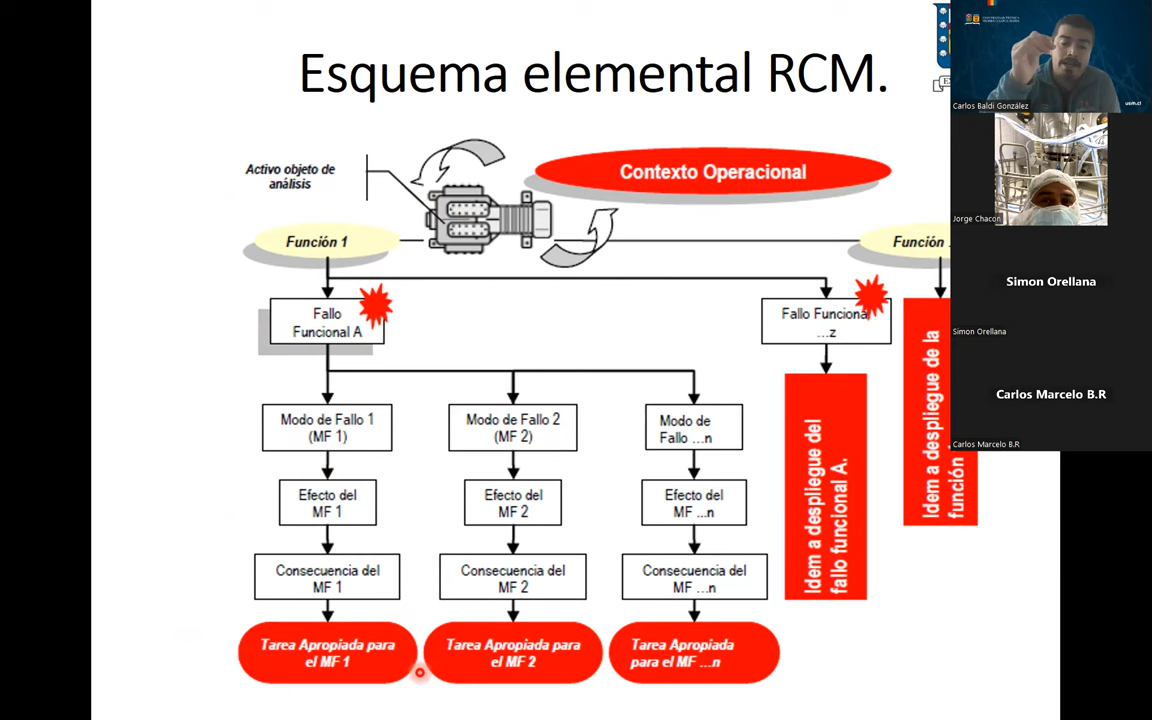 Esquema elemental RCM.
Activo objeto de
análisis
Contexto Operacional
Función 1
Función
Fallo
Funcional A
Fallo Funciona
...z
Modo de Fallo 1
(MF 1)
Modo de Fallo 2
(MF 2)
Modo de
Fallo ...n
Efecto del
MF 1
Efecto del
MF 2
Efecto del
MF ...n
Consecuencia del
MF 1
Consecuencia del
MF 2
Consecuencia del
MF ...n
Tarea Apropiada para
el MF 1
Tarea Apropiada para
el MF 2
Tarea Apropiada
para el MF ...n
Idem a despliegue del
fallo funcional A.
Idem a despliegue de la
función
usm.cl
Carlos Baldi González
Jorge Chacon
Simon Orellana
Simon Orellana
Carlos Marcelo B.R
Carlos Marcelo B.R